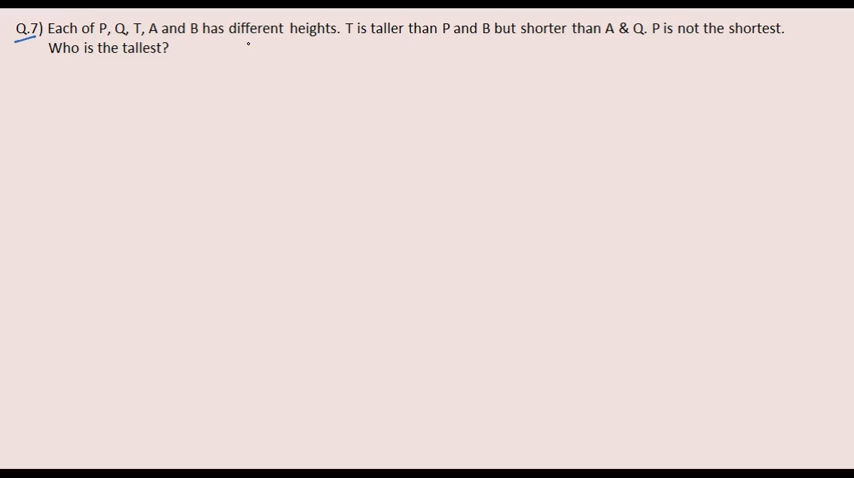 Q.7) Each of P, Q, T, A and B has different heights. T is taller than P and B but shorter than A & Q. P is not the shortest.
Who is the tallest?